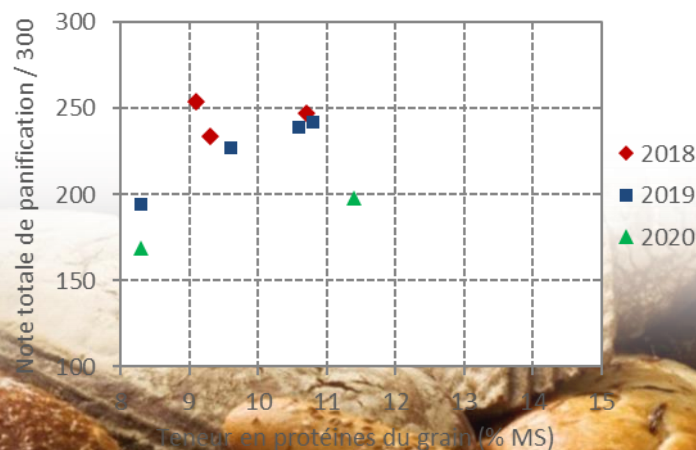 Note totale de panification / 300
300
250
200
150
100
8 9 10 11 12 13 14 15
Teneur en protéines du grain (% MS)
2018
2019
2020